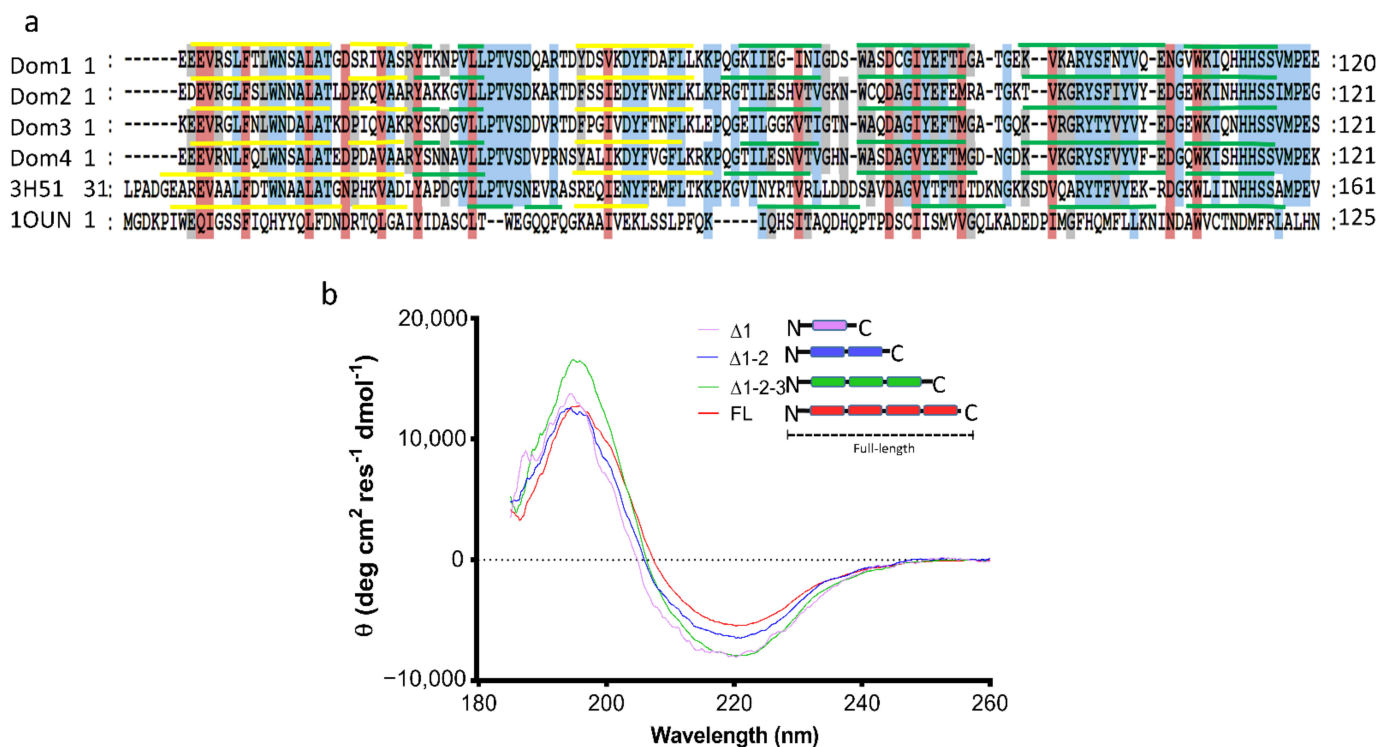 a
Dom1 1 : ------EEEVRSLFTLWNSALATGDSRIVASRYTKNPVLLPTVSDQARTDYDSVKDYFDAFLLKKPQGKIIEG-INIGDS-WASDCGIYEFTLGA-TGEK--VKARYSFNYVQ-ENGVWKIQHHHSSVMPEE :120
Dom2 1 : ------EDEVRGLFSLWNNALATLDPKQVAARYAKKGVLLPTVSDKARTDFSSIEDYFVNFLKLKPRGTILESHVTVGKN-WCQDAGIYEFEMRA-TGKT--VKGRYSFIYVY-EDGEWKINHHHSSIMPEG :121
Dom3 1 : ------KEEVRGLFNLWNDALATKDPIQVAKRYSKDGVLLPTVSDDVRTDFPGIVDYFTNFLKLEPQGEILGGKVTIGTN-WAQDAGIYEFTMGA-TGQK--VRGRYTYVYVY-EDGEWKIQNHHSSVMPES :121
Dom4 1 : ------EEEVRNLFQLWNSALATEDPDAVAARYSNNAVLLPTVSDVPRNSYALIKDYFVGFLKRKPQGTILESNVTVGHN-WASDAGVYEFTMGD-NGDK--VKGRYSFVYVF-EDGQWKISHHHSSVMPEK :121
3H51 31: LPADGEAREVAALFDTWNAALATGNPHKVADLYAPDGVLLPTVSNEVRASREQIENYFEMFLTKKPKGVINYRTVRLLDDDSAVDAGVYTFTLTDKNGKKSDVQARYTFVYEK-RDGKWLIINHHSSAMPEV :161
1OUN 1 : MGDKPIWEQIGSSFIQHYYQLFDNDRTQLGAIYIDASCLT--WEGQQFQGKAAIVEKLSSLPFQK-----IQHSITAQDHQPTPDSCIISMVVGQLKADEDPIMGFHQMFLLKNINDAWVCTNDMFRLALHN :125
b
20,000
10,000
0
−10,000
180
200
220
240
260
θ (deg cm² res⁻¹ dmol⁻¹)
Wavelength (nm)
Δ1 N C
Δ1-2 N C
Δ1-2-3 N C
FL N C
Full-length